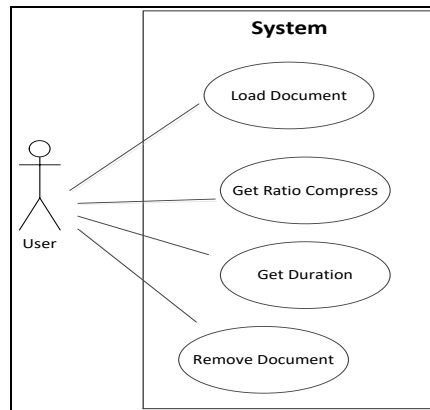 System
Load Document
Get Ratio Compress
User
Get Duration
Remove Document